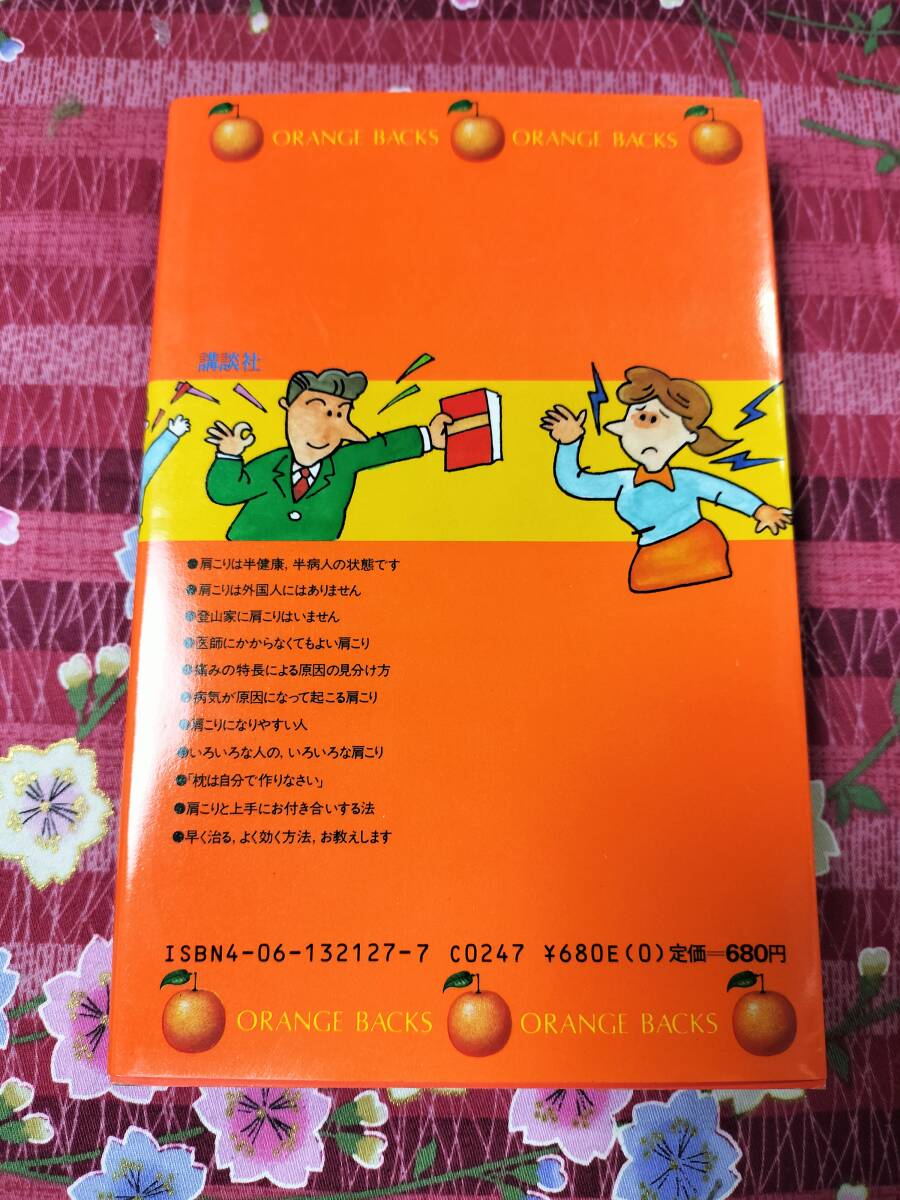 ORANGE BACKS ORANGE BACKS
講談社
●肩こりは半健康，半病人の状態です
●肩こりは外国人にはありません
●登山家に肩こりはいません
●医師にかからなくてもよい肩こり
●痛みの特長による原因の見分け方
●病気が原因になって起こる肩こり
●肩こりになりやすい人
●いろいろな人の，いろいろな肩こり
●「枕は自分で作りなさい」
●肩こりと上手にお付き合いする法
●早く治る，よく効く方法，お教えします
ISBN4-06-132127-7 C0247 ¥680E(0)定価=680円
ORANGE BACKS ORANGE BACKS